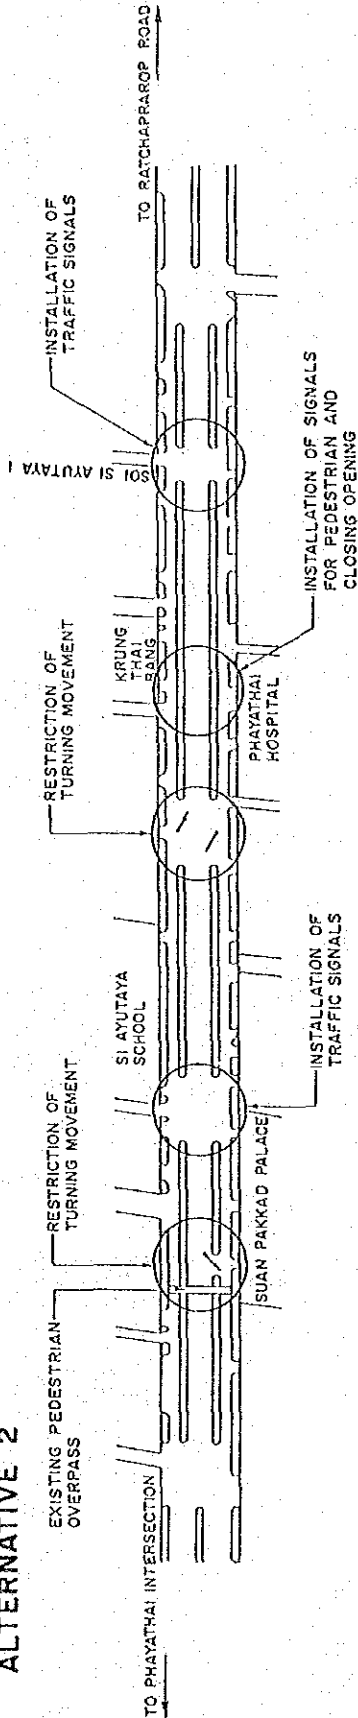 ALTERNATIVE 2
EXISTING PEDESTRIAN
OVERPASS
RESTRICTION OF
TURNING MOVEMENT
RESTRICTION OF
TURNING MOVEMENT
INSTALLATION OF
TRAFFIC SIGNALS
SI AYUTAYA
SCHOOL
KRUNG
THAI
BANG
SOI SI AYUTAYA 1
TO PHAYATHAI INTERSECTION
TO RATCHAPRAROP ROAD
SUAN PAKKAD PALACE
PHAYATHAI
HOSPITAL
INSTALLATION OF
TRAFFIC SIGNALS
INSTALLATION OF SIGNALS
FOR PEDESTRIAN AND
CLOSING OPENING